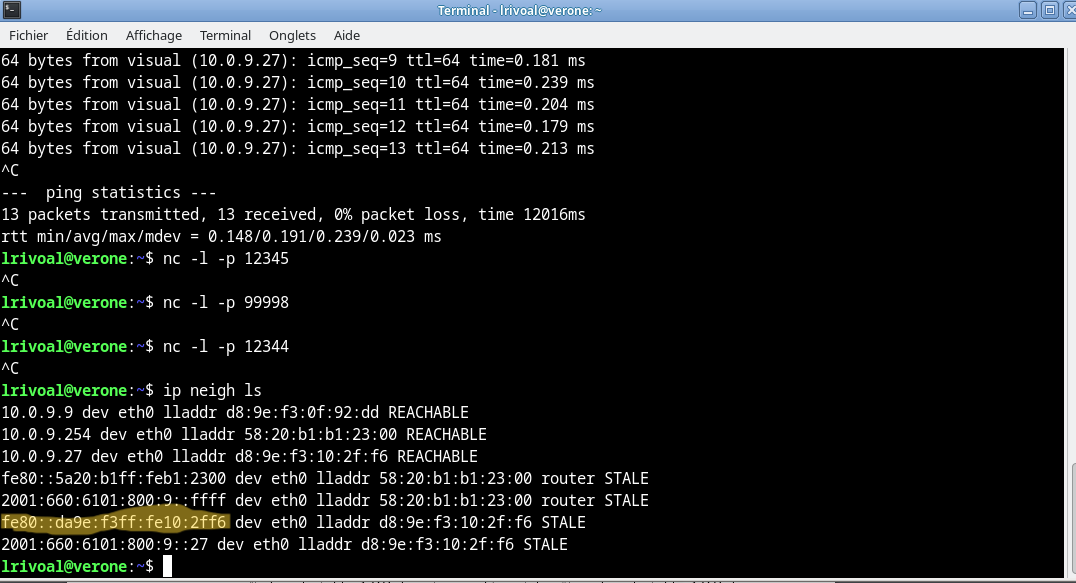 Terminal - lrivoal@verone: ~
Fichier Édition Affichage Terminal Onglets Aide
64 bytes from visual (10.0.9.27): icmp_seq=9 ttl=64 time=0.181 ms
64 bytes from visual (10.0.9.27): icmp_seq=10 ttl=64 time=0.239 ms
64 bytes from visual (10.0.9.27): icmp_seq=11 ttl=64 time=0.204 ms
64 bytes from visual (10.0.9.27): icmp_seq=12 ttl=64 time=0.179 ms
64 bytes from visual (10.0.9.27): icmp_seq=13 ttl=64 time=0.213 ms
^C
---  ping statistics ---
13 packets transmitted, 13 received, 0% packet loss, time 12016ms
rtt min/avg/max/mdev = 0.148/0.191/0.239/0.023 ms
lrivoal@verone:~$ nc -l -p 12345
^C
lrivoal@verone:~$ nc -l -p 99998
^C
lrivoal@verone:~$ nc -l -p 12344
^C
lrivoal@verone:~$ ip neigh ls
10.0.9.9 dev eth0 lladdr d8:9e:f3:0f:92:dd REACHABLE
10.0.9.254 dev eth0 lladdr 58:20:b1:b1:23:00 REACHABLE
10.0.9.27 dev eth0 lladdr d8:9e:f3:10:2f:f6 REACHABLE
fe80::5a20:b1ff:feb1:2300 dev eth0 lladdr 58:20:b1:b1:23:00 router STALE
2001:660:6101:800:9::ffff dev eth0 lladdr 58:20:b1:b1:23:00 router STALE
fe80::da9e:f3ff:fe10:2ff6 dev eth0 lladdr d8:9e:f3:10:2f:f6 STALE
2001:660:6101:800:9::27 dev eth0 lladdr d8:9e:f3:10:2f:f6 STALE
lrivoal@verone:~$